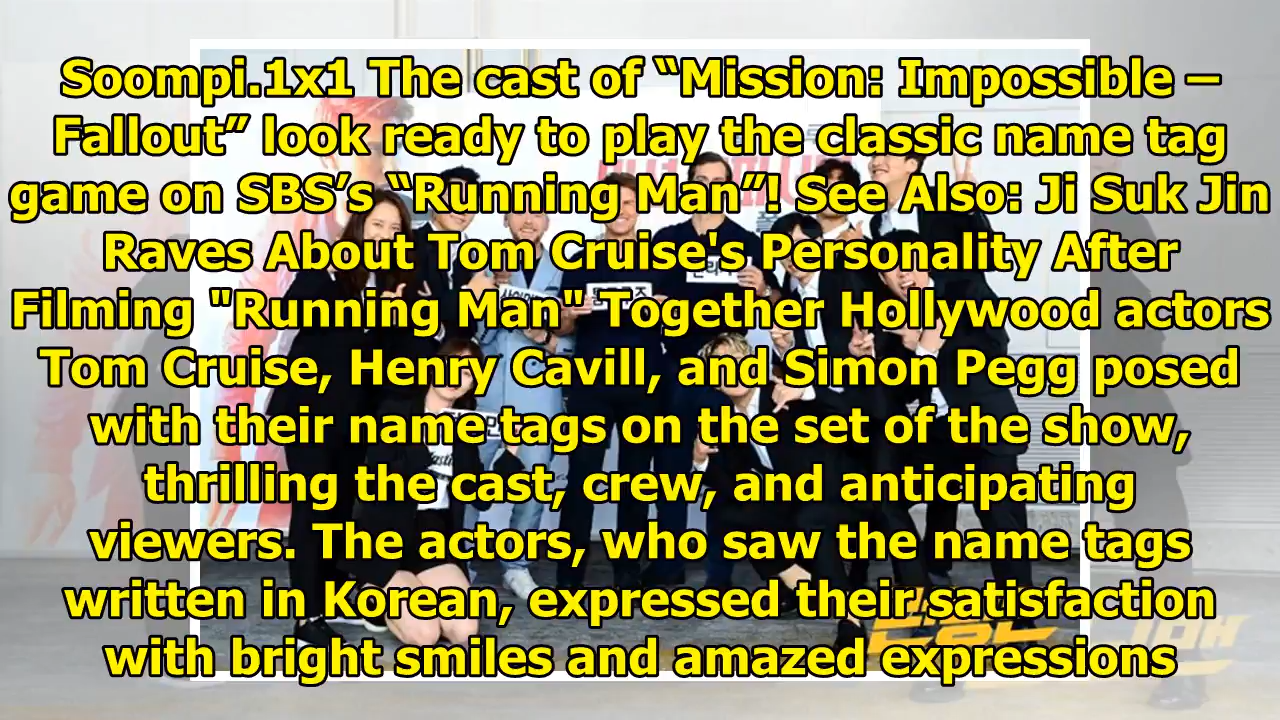 Soompi.1x1 The cast of “Mission: Impossible –
Fallout” look ready to play the classic name tag
game on SBS’s “Running Man”! See Also: Ji Suk Jin
Raves About Tom Cruise's Personality After
Filming "Running Man" Together Hollywood actors
Tom Cruise, Henry Cavill, and Simon Pegg posed
with their name tags on the set of the show,
thrilling the cast, crew, and anticipating
viewers. The actors, who saw the name tags
written in Korean, expressed their satisfaction
with bright smiles and amazed expressions